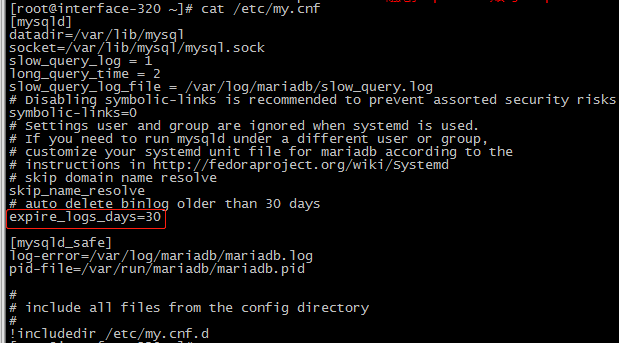 [root@interface-320 ~]# cat /etc/my.cnf
[mysqld]
datadir=/var/lib/mysql
socket=/var/lib/mysql/mysql.sock
slow_query_log = 1
long_query_time = 2
slow_query_log_file = /var/log/mariadb/slow_query.log
# Disabling symbolic-links is recommended to prevent assorted security risks
symbolic-links=0
# Settings user and group are ignored when systemd is used.
# If you need to run mysqld under a different user or group,
# customize your systemd unit file for mariadb according to the
# instructions in http://fedoraproject.org/wiki/Systemd
# skip domain name resolve
skip_name_resolve
# auto delete binlog older than 30 days
expire_logs_days=30
[mysqld_safe]
log-error=/var/log/mariadb/mariadb.log
pid-file=/var/run/mariadb/mariadb.pid
#
# include all files from the config directory
#
!includedir /etc/my.cnf.d